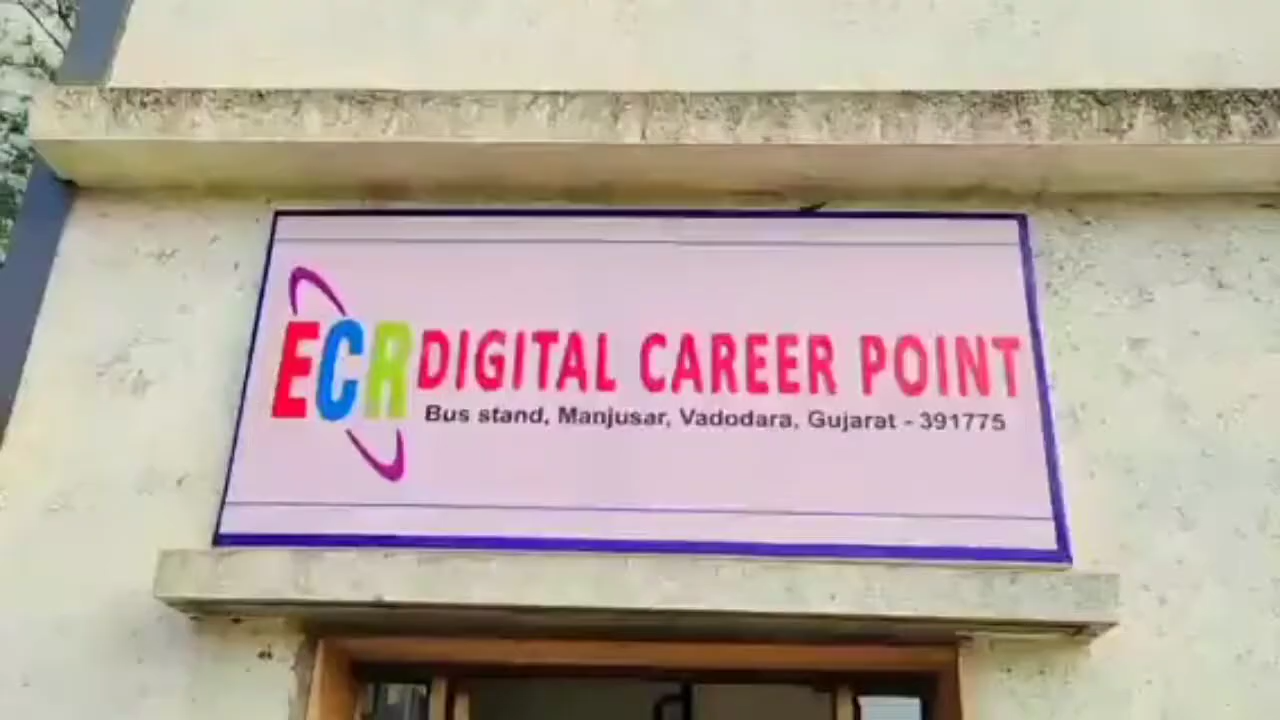 ECR DIGITAL CAREER POINT
Bus stand, Manjusar, Vadodara, Gujarat - 391775